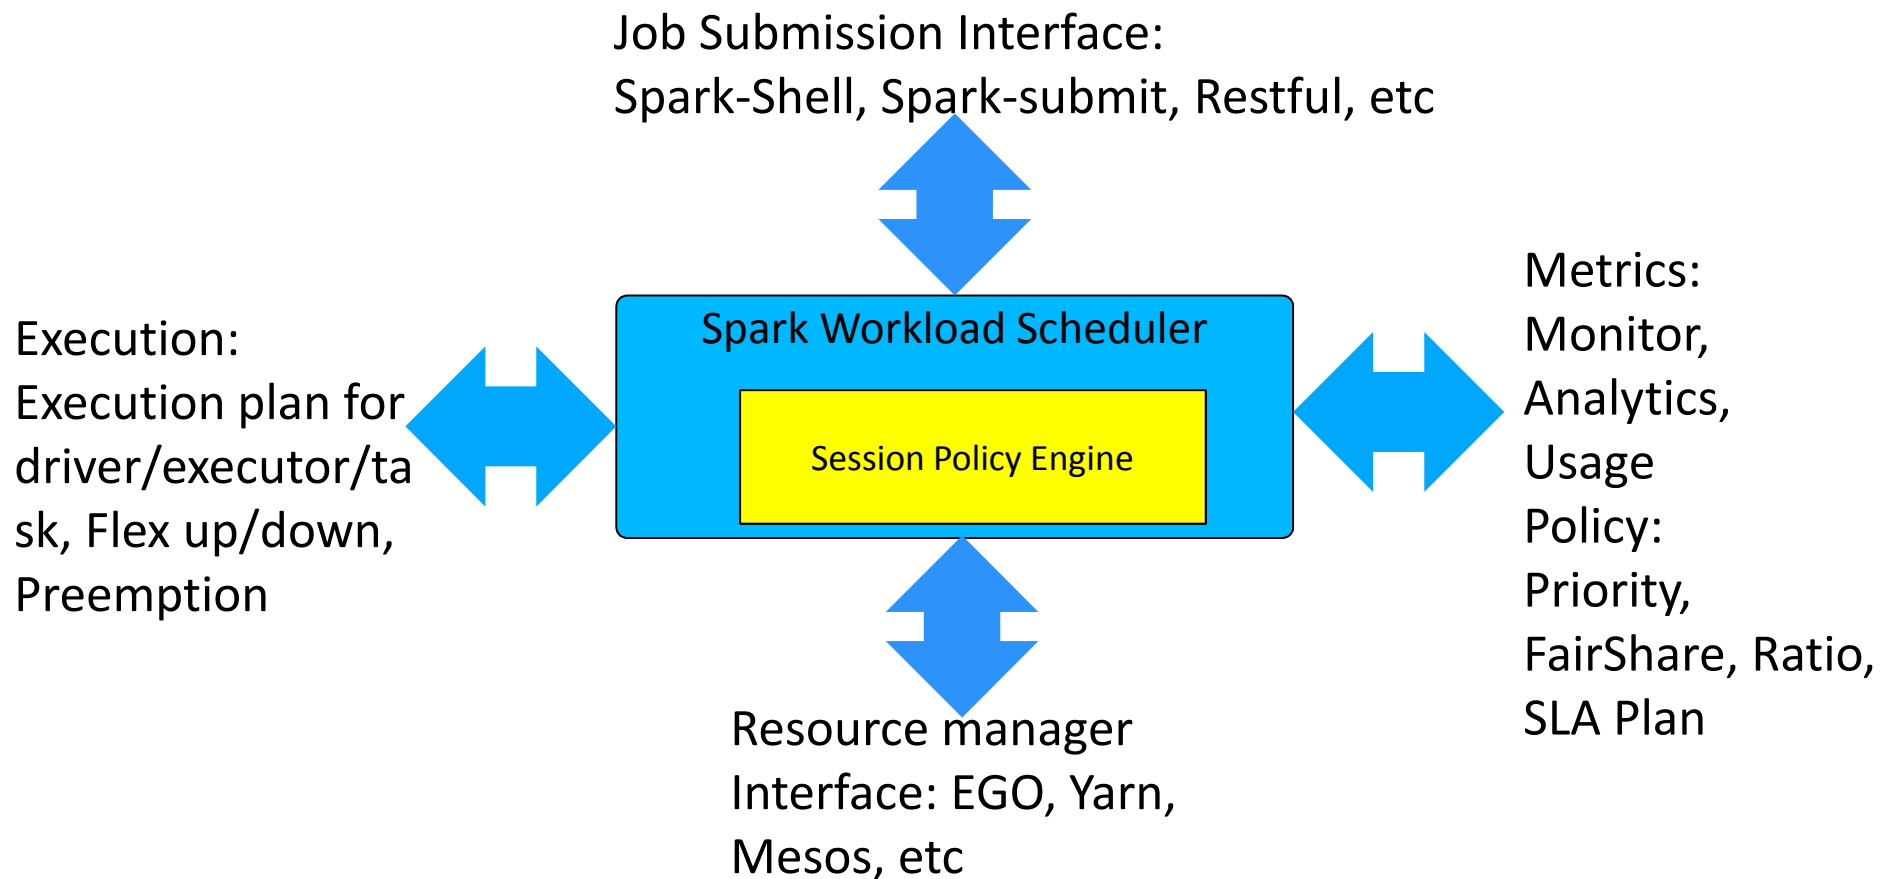 Job Submission Interface:
Spark-Shell, Spark-submit, Restful, etc
Execution:
Execution plan for
driver/executor/ta
sk, Flex up/down,
Preemption
Spark Workload Scheduler
Session Policy Engine
Metrics:
Monitor,
Analytics,
Usage
Policy:
Priority,
FairShare, Ratio,
SLA Plan
Resource manager
Interface: EGO, Yarn,
Mesos, etc